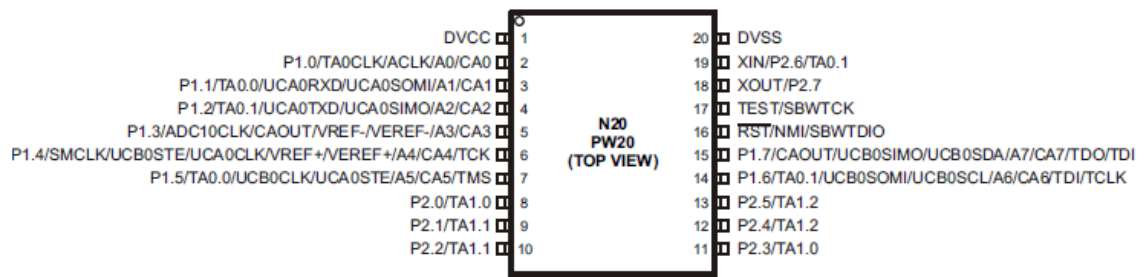 DVCC 1 20 DVSS
P1.0/TA0CLK/ACLK/A0/CA0 2 19 XIN/P2.6/TA0.1
P1.1/TA0.0/UCA0RXD/UCA0SOMI/A1/CA1 3 18 XOUT/P2.7
P1.2/TA0.1/UCA0TXD/UCA0SIMO/A2/CA2 4 17 TEST/SBWTCK
P1.3/ADC10CLK/CAOUT/VREF-/VEREF-/A3/CA3 5 16 RST/NMI/SBWTDIO
P1.4/SMCLK/UCB0STE/UCA0CLK/VREF+/VEREF+/A4/CA4/TCK 6 15 P1.7/CAOUT/UCB0SIMO/UCB0SDA/A7/CA7/TDO/TDI
P1.5/TA0.0/UCB0CLK/UCA0STE/A5/CA5/TMS 7 14 P1.6/TA0.1/UCB0SOMI/UCB0SCL/A6/CA6/TDI/TCLK
P2.0/TA1.0 8 13 P2.5/TA1.2
P2.1/TA1.1 9 12 P2.4/TA1.2
P2.2/TA1.1 10 11 P2.3/TA1.0
N20
PW20
(TOP VIEW)